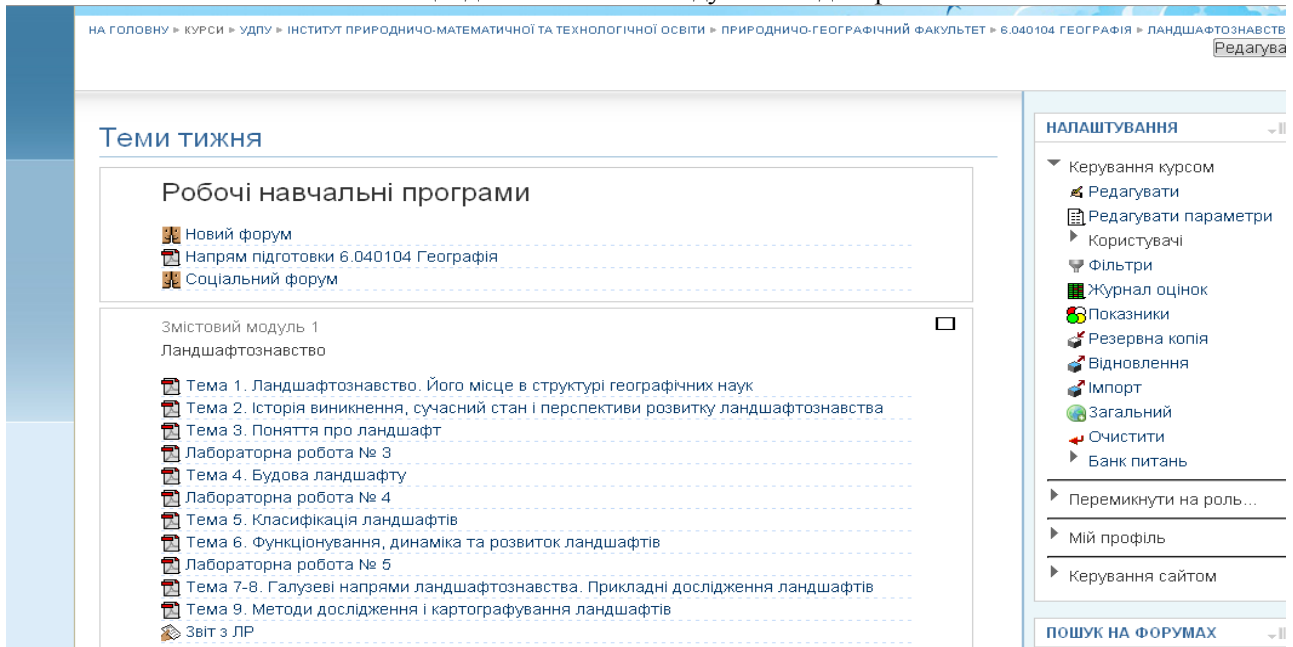 НА ГОЛОВНУ ► КУРСИ ► УДПУ ► ІНСТИТУТ ПРИРОДНИЧО-МАТЕМАТИЧНОЇ ТА ТЕХНОЛОГІЧНОЇ ОСВІТИ ► ПРИРОДНИЧО-ГЕОГРАФІЧНИЙ ФАКУЛЬТЕТ ► 6.040104 ГЕОГРАФІЯ ► ЛАНДШАФТОЗНАВСТВ
Редагува
Теми тижня
Робочі навчальні програми
Новий форум
Напрям підготовки 6.040104 Географія
Соціальний форум
Змістовий модуль 1
Ландшафтознавство
Тема 1. Ландшафтознавство. Його місце в структурі географічних наук
Тема 2. Історія виникнення, сучасний стан і перспективи розвитку ландшафтознавства
Тема 3. Поняття про ландшафт
Лабораторна робота № 3
Тема 4. Будова ландшафту
Лабораторна робота № 4
Тема 5. Класифікація ландшафтів
Тема 6. Функціонування, динаміка та розвиток ландшафтів
Лабораторна робота № 5
Тема 7-8. Галузеві напрями ландшафтознавства. Прикладні дослідження ландшафтів
Тема 9. Методи дослідження і картографування ландшафтів
Звіт з ЛР
НАЛАШТУВАННЯ
Керування курсом
Редагувати
Редагувати параметри
Користувачі
Фільтри
Журнал оцінок
Показники
Резервна копія
Відновлення
Імпорт
Загальний
Очистити
Банк питань
Перемикнути на роль...
Мій профіль
Керування сайтом
ПОШУК НА ФОРУМАХ